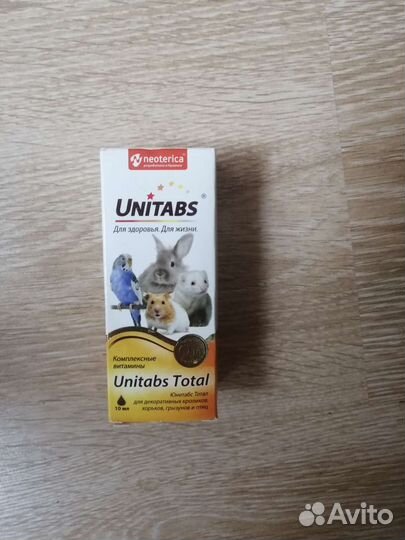 neoterica®
UNITABS®
Для здоровья. Для жизни.
Комплексные
витамины
Unitabs Total
Юнитабс Тотал
для декоративных кроликов,
хорьков, грызунов и птиц
10 мл
Avito